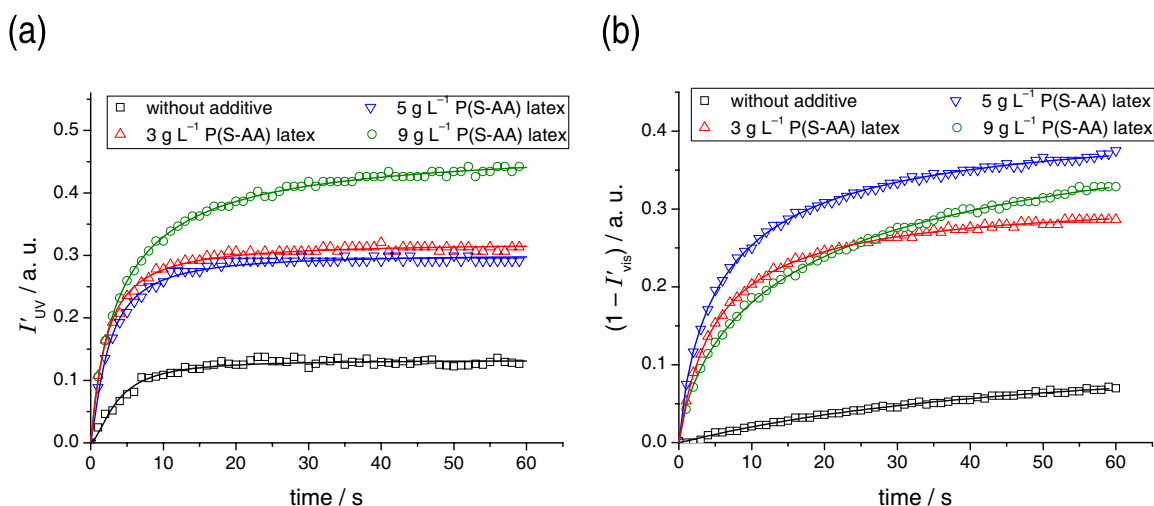 (a)
without additive
3 g L⁻¹ P(S-AA) latex
5 g L⁻¹ P(S-AA) latex
9 g L⁻¹ P(S-AA) latex
I′UV / a. u.
0.5
0.4
0.3
0.2
0.1
0.0
0 10 20 30 40 50 60
time / s
(b)
without additive
3 g L⁻¹ P(S-AA) latex
5 g L⁻¹ P(S-AA) latex
9 g L⁻¹ P(S-AA) latex
(1 − I′vis) / a. u.
0.4
0.3
0.2
0.1
0.0
0 10 20 30 40 50 60
time / s